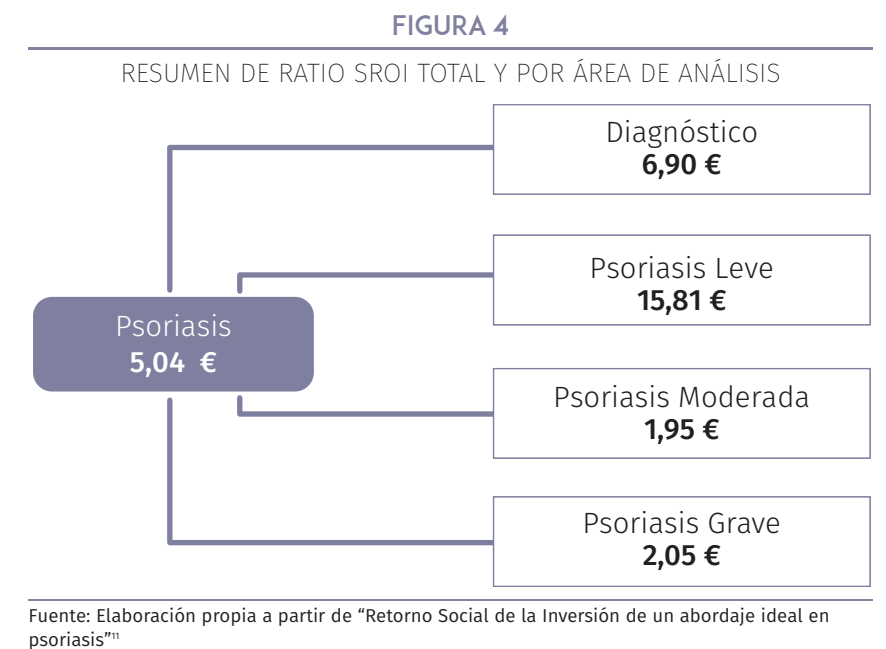 FIGURA 4
RESUMEN DE RATIO SROI TOTAL Y POR ÁREA DE ANÁLISIS
Diagnóstico
6,90 €
Psoriasis Leve
15,81 €
Psoriasis
5,04 €
Psoriasis Moderada
1,95 €
Psoriasis Grave
2,05 €
Fuente: Elaboración propia a partir de “Retorno Social de la Inversión de un abordaje ideal en
psoriasis”¹¹